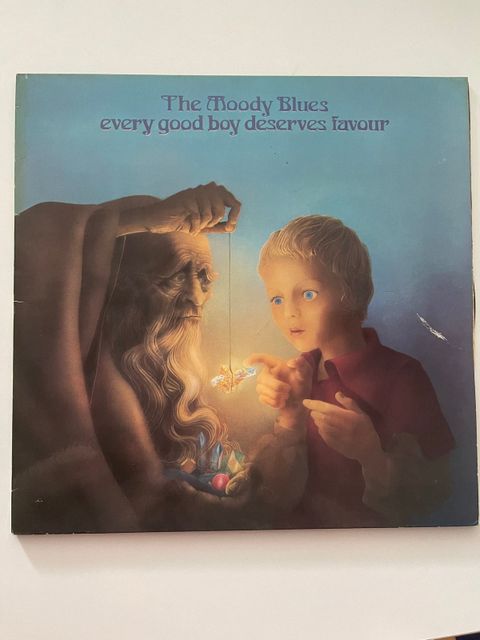 The Moody Blues
every good boy deserves favour